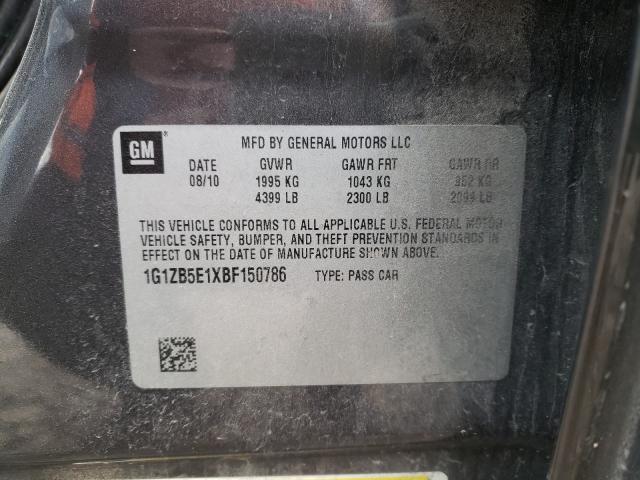 GM
MFD BY GENERAL MOTORS LLC
DATE GVWR GAWR FRT GAWR RR
08/10 1995 KG 1043 KG 952 KG
4399 LB 2300 LB 2099 LB
THIS VEHICLE CONFORMS TO ALL APPLICABLE U.S. FEDERAL MOTOR
VEHICLE SAFETY, BUMPER, AND THEFT PREVENTION STANDARDS IN
EFFECT ON THE DATE OF MANUFACTURE SHOWN ABOVE.
1G1ZB5E1XBF150786 TYPE: PASS CAR